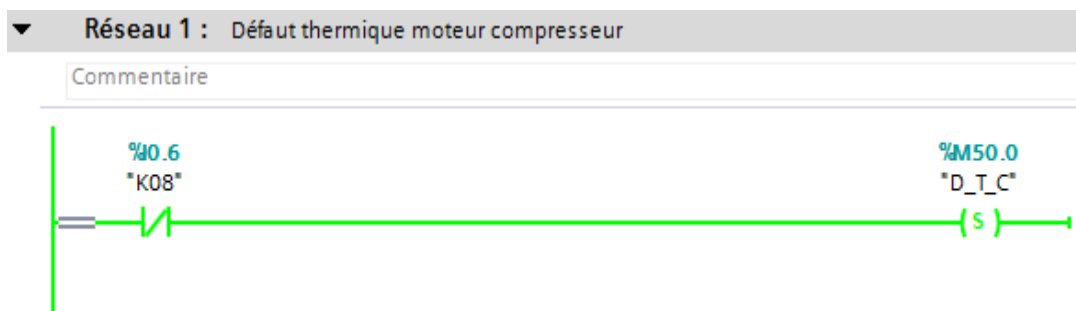 Réseau 1 : Défaut thermique moteur compresseur
Commentaire
%I0.6 %M50.0
"K08" "D_T_C"
S